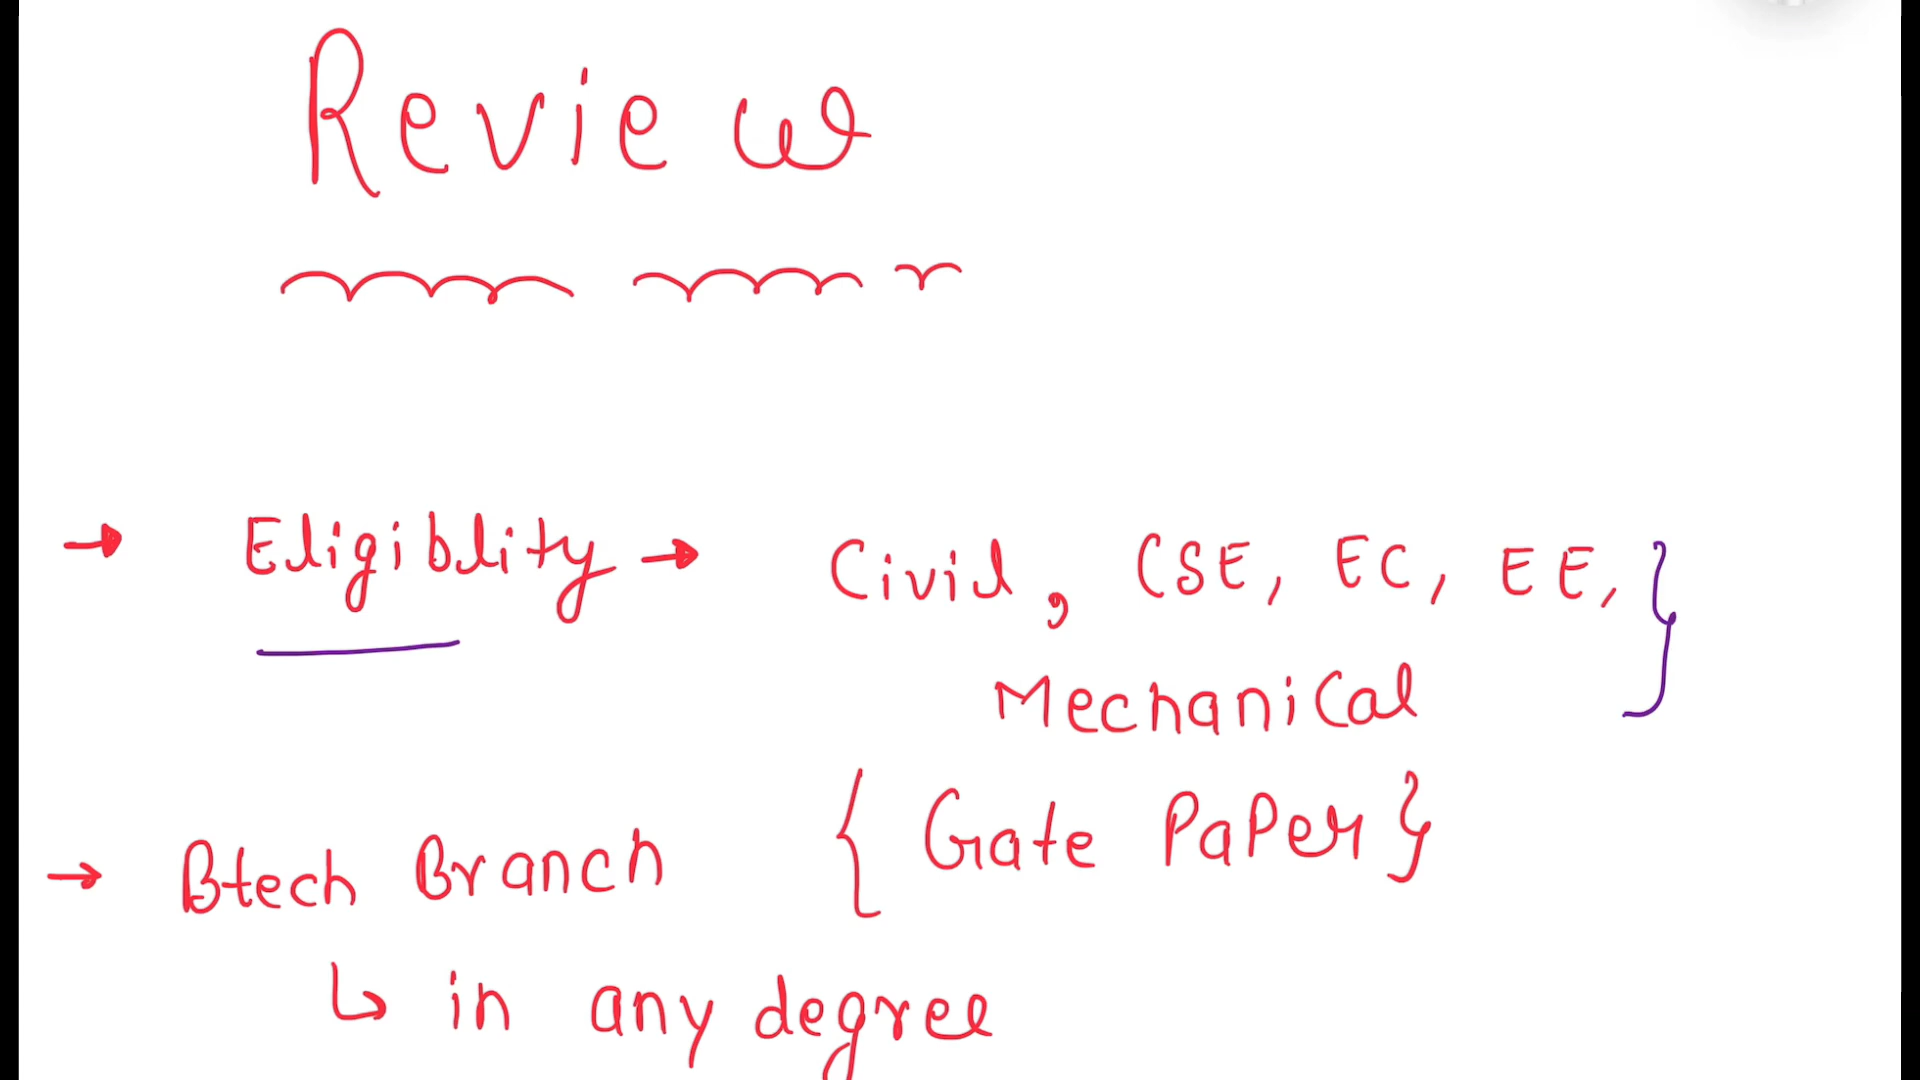 Review
→ Eligiblity → Civil, CSE, EC, EE, }
Mechanical
{ Gate Paper }
→ Btech Branch
↳ in any degree